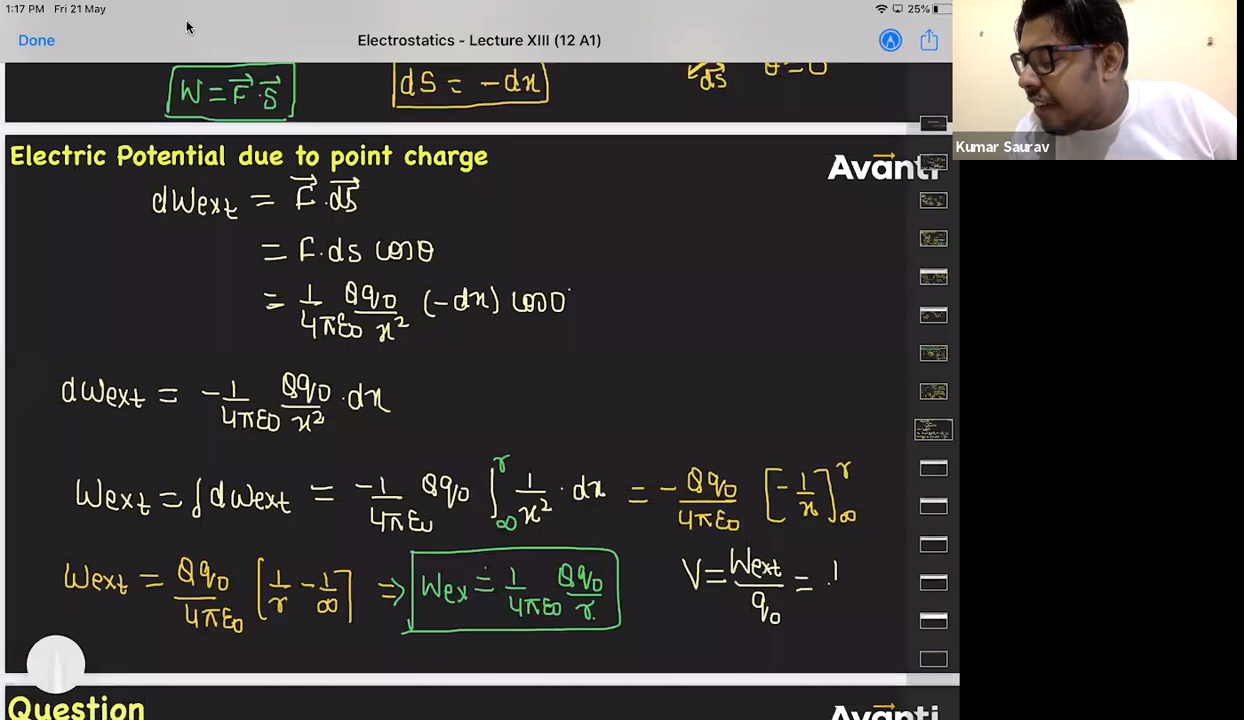 1:17 PM Fri 21 May
25%
Done
Electrostatics - Lecture XIII (12 A1)
W = F⃗ · S⃗
dS = -dx
d⃗s
θ = 0
Kumar Saurav
Electric Potential due to point charge
Avanti
dWext = F⃗ · d⃗s
= F · ds cosθ
= 1/4πε0 Qq0/x² (-dx) cos0°
dWext = -1/4πε0 Qq0/x² · dx
Wext = ∫dWext = -1/4πε0 Qq0 ∫_∞^r 1/x² · dx = -Qq0/4πε0 [-1/x]_∞^r
Wext = Qq0/4πε0 [1/r - 1/∞] ⇒ Wex = 1/4πε0 Qq0/r
V = Wext/q0 = 1
Question
Avanti